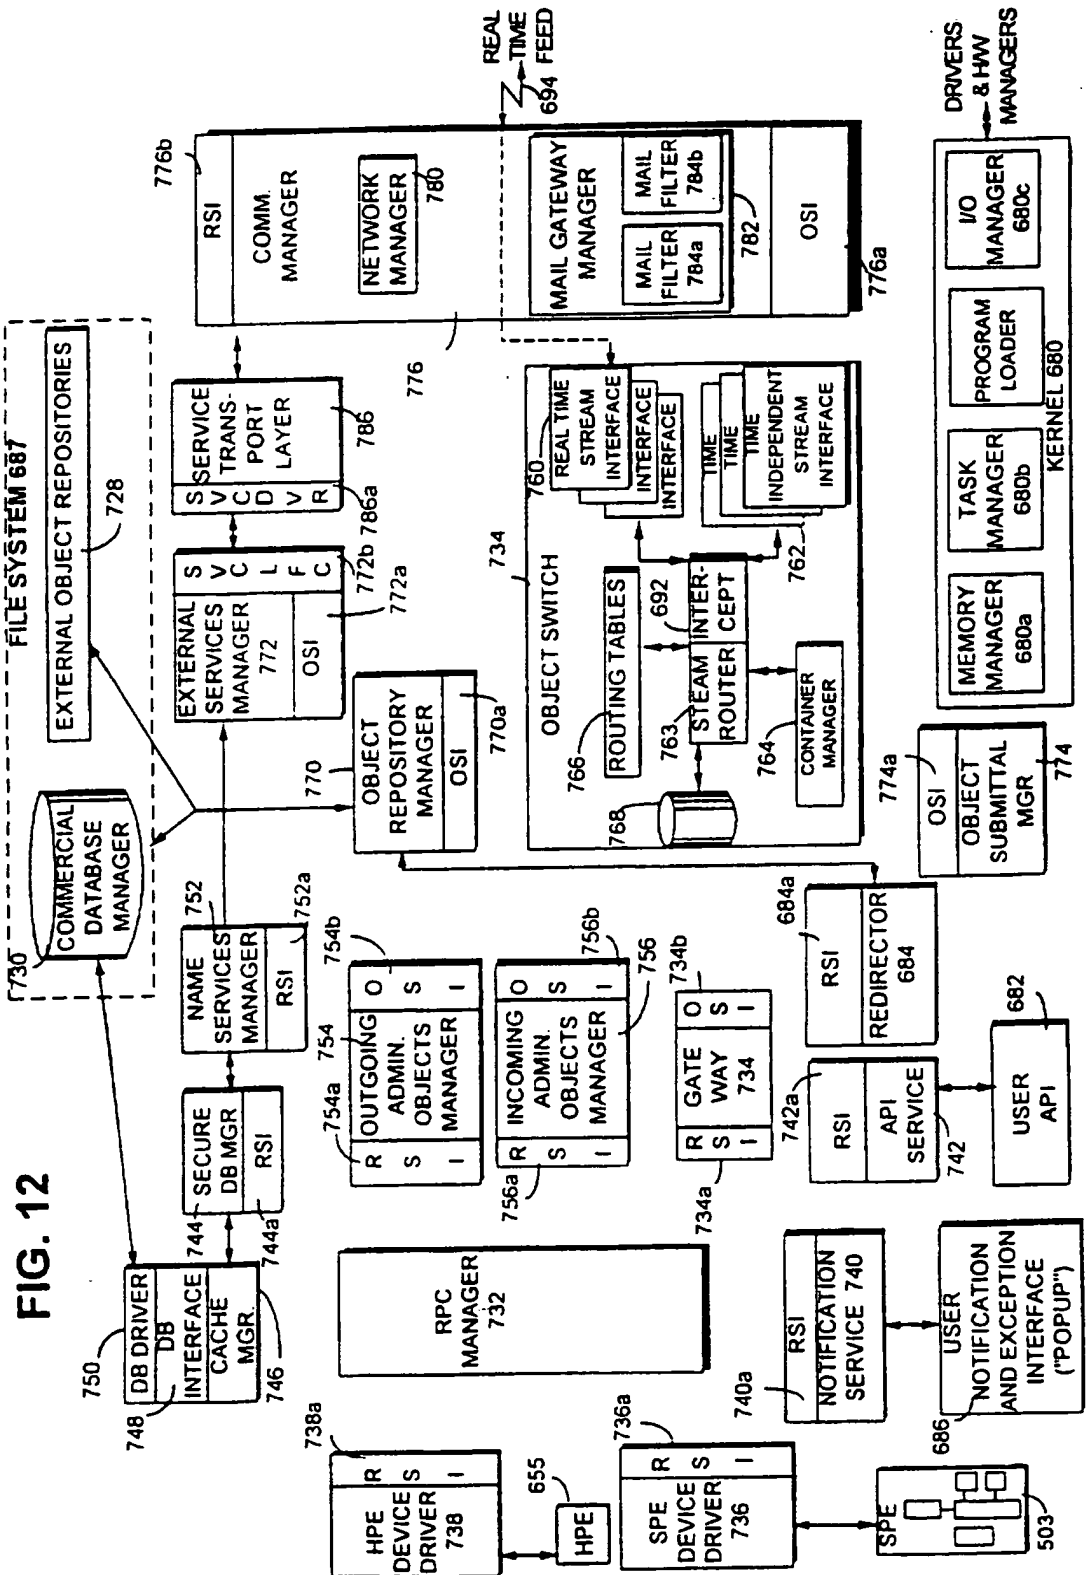 FIG. 12
FILE SYSTEM 687
730
COMMERCIAL
DATABASE
MANAGER
EXTERNAL OBJECT REPOSITORIES
728
750
DB DRIVER
DB
INTERFACE
CACHE
MGR.
748
746
744
SECURE
DB MGR
RSI
744a
NAME
SERVICES
MANAGER
RSI
752
752a
EXTERNAL
SERVICES
MANAGER
772
OSI
S
V
C
L
F
C
772b
772a
S
V
C
D
V
R
SERVICE
TRANS-
PORT
LAYER
786
786a
RSI
776b
COMM.
MANAGER
NETWORK
MANAGER
780
776
MAIL GATEWAY
MANAGER
MAIL
FILTER
784a
MAIL
FILTER
784b
782
OSI
776a
REAL
TIME
FEED
694
738a
HPE
DEVICE
DRIVER
738
R
S
I
655
HPE
736a
SPE
DEVICE
DRIVER
736
R
S
I
SPE
503
RPC
MANAGER
732
754a
754
754b
R
S
I
OUTGOING
ADMIN.
OBJECTS
MANAGER
O
S
I
756a
R
S
I
INCOMING
ADMIN.
OBJECTS
MANAGER
O
S
I
756b
756
R
S
I
GATE
WAY
734
O
S
I
734a
734b
770
OBJECT
REPOSITORY
MANAGER
OSI
770a
734
OBJECT SWITCH
766
ROUTING TABLES
768
763
STEAM
ROUTER
INTER-
CEPT
692
764
CONTAINER
MANAGER
760
REAL TIME
STREAM
INTERFACE
INTERFACE
INTERFACE
TIME
TIME
TIME
INDEPENDENT
STREAM
INTERFACE
762
740a
RSI
NOTIFICATION
SERVICE 740
USER
NOTIFICATION
AND EXCEPTION
INTERFACE
("POPUP")
686
742a
RSI
API
SERVICE
742
USER
API
682
684a
RSI
REDIRECTOR
684
774a
OSI
OBJECT
SUBMITTAL
MGR
774
MEMORY
MANAGER
680a
TASK
MANAGER
680b
PROGRAM
LOADER
I/O
MANAGER
680c
KERNEL 680
DRIVERS
& H/W
MANAGERS